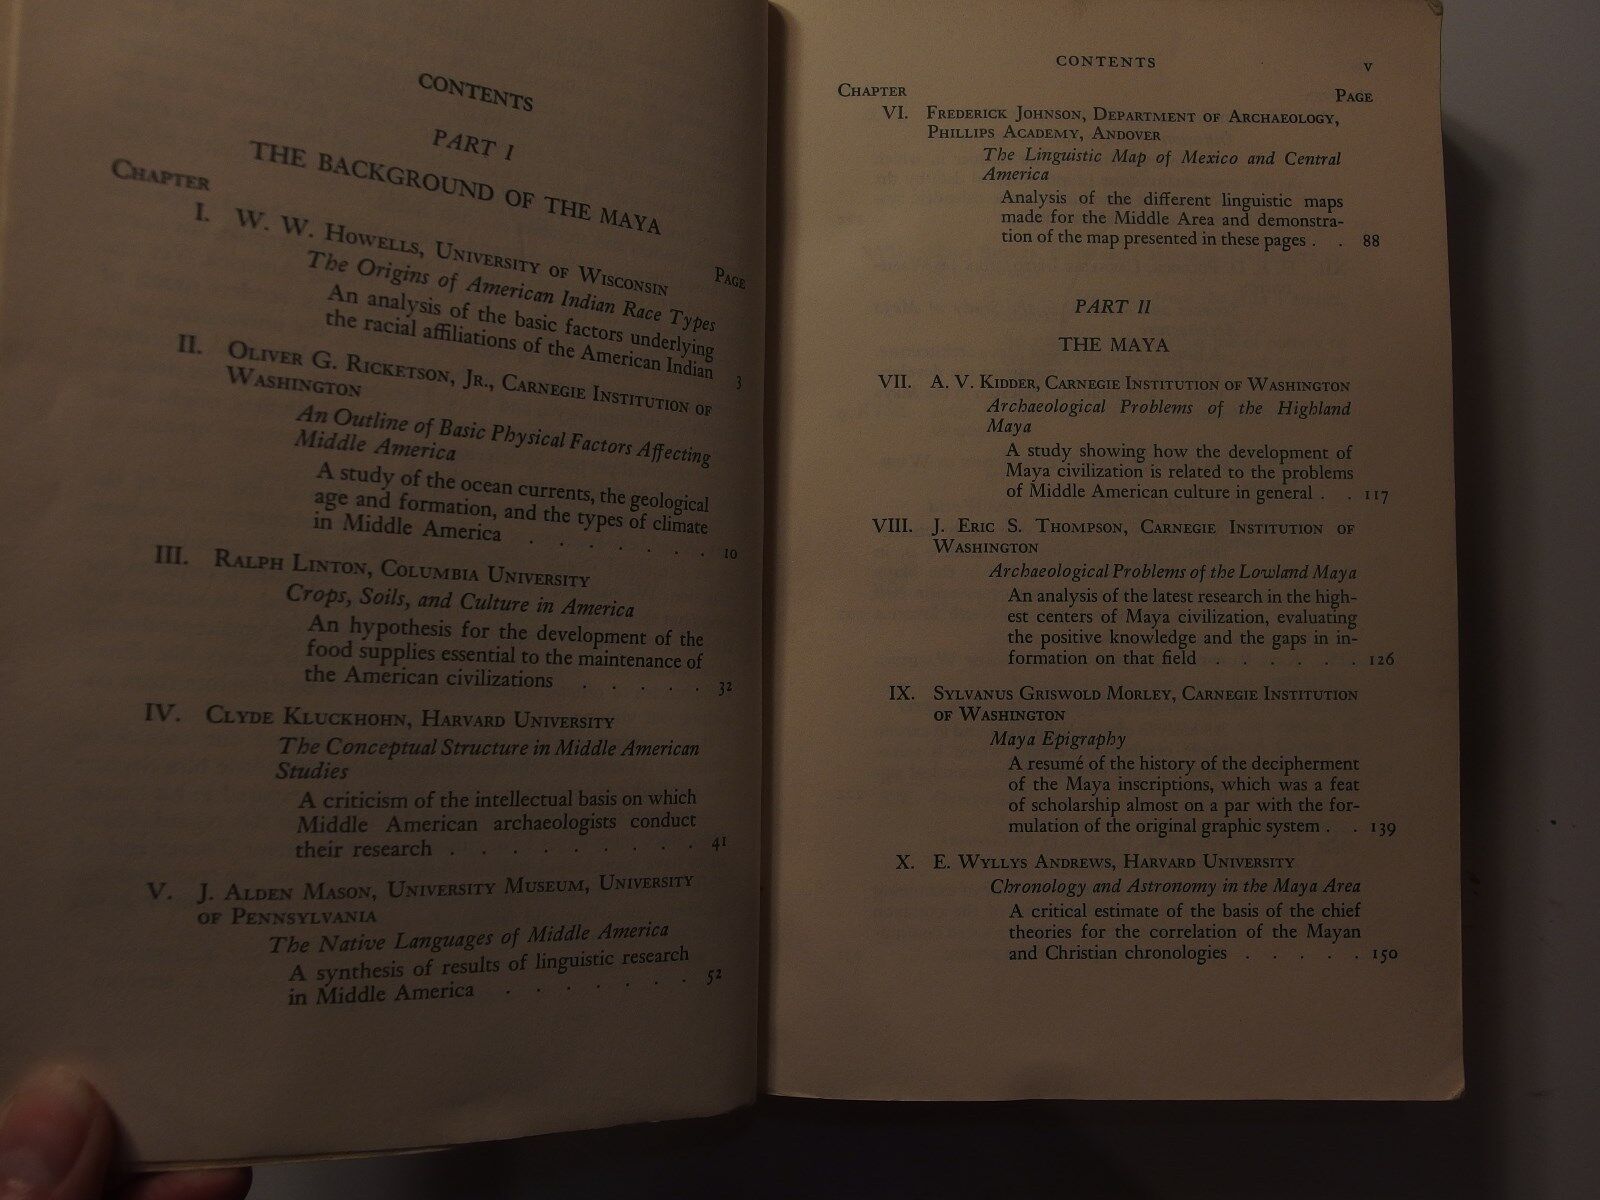 CONTENTS
PART I
THE BACKGROUND OF THE MAYA
CHAPTER
PAGE
I. W. W. HOWELLS, UNIVERSITY OF WISCONSIN
The Origins of American Indian Race Types
An analysis of the basic factors underlying
the racial affiliations of the American Indian 3
II. OLIVER G. RICKETSON, JR., CARNEGIE INSTITUTION OF
WASHINGTON
An Outline of Basic Physical Factors Affecting
Middle America
A study of the ocean currents, the geological
age and formation, and the types of climate
in Middle America . . . . . . . 10
III. RALPH LINTON, COLUMBIA UNIVERSITY
Crops, Soils, and Culture in America
An hypothesis for the development of the
food supplies essential to the maintenance of
the American civilizations . . . . . 32
IV. CLYDE KLUCKHOHN, HARVARD UNIVERSITY
The Conceptual Structure in Middle American
Studies
A criticism of the intellectual basis on which
Middle American archaeologists conduct
their research . . . . . . . . . 41
V. J. ALDEN MASON, UNIVERSITY MUSEUM, UNIVERSITY
OF PENNSYLVANIA
The Native Languages of Middle America
A synthesis of results of linguistic research
in Middle America . . . . . . . 52
CONTENTS v
CHAPTER PAGE
VI. FREDERICK JOHNSON, DEPARTMENT OF ARCHAEOLOGY,
PHILLIPS ACADEMY, ANDOVER
The Linguistic Map of Mexico and Central
America
Analysis of the different linguistic maps
made for the Middle Area and demonstra-
tion of the map presented in these pages . . 88
PART II
THE MAYA
VII. A. V. KIDDER, CARNEGIE INSTITUTION OF WASHINGTON
Archaeological Problems of the Highland
Maya
A study showing how the development of
Maya civilization is related to the problems
of Middle American culture in general . . 117
VIII. J. ERIC S. THOMPSON, CARNEGIE INSTITUTION OF
WASHINGTON
Archaeological Problems of the Lowland Maya
An analysis of the latest research in the high-
est centers of Maya civilization, evaluating
the positive knowledge and the gaps in in-
formation on that field . . . . . . 126
IX. SYLVANUS GRISWOLD MORLEY, CARNEGIE INSTITUTION
OF WASHINGTON
Maya Epigraphy
A resumé of the history of the decipherment
of the Maya inscriptions, which was a feat
of scholarship almost on a par with the for-
mulation of the original graphic system . . 139
X. E. WYLLYS ANDREWS, HARVARD UNIVERSITY
Chronology and Astronomy in the Maya Area
A critical estimate of the basis of the chief
theories for the correlation of the Mayan
and Christian chronologies . . . . . 150